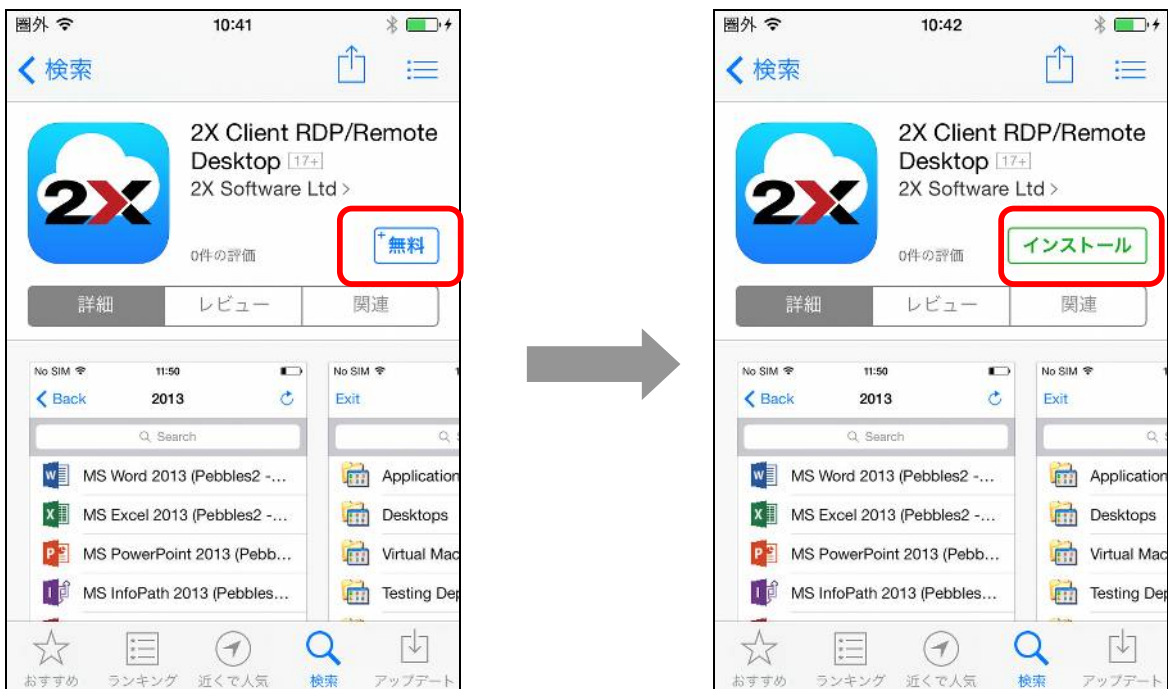 圏外 10:41
検索
2X Client RDP/Remote
Desktop 17+
2X Software Ltd >
2X
+無料
0件の評価
詳細 レビュー 関連
No SIM 11:50
Back 2013
Search
MS Word 2013 (Pebbles2 -...
MS Excel 2013 (Pebbles2 -...
MS PowerPoint 2013 (Pebb...
MS InfoPath 2013 (Pebbles...
No SIM
Exit
Application
Desktops
Virtual Mac
Testing Dep
おすすめ ランキング 近くで人気 検索 アップデート
圏外 10:42
検索
2X Client RDP/Remote
Desktop 17+
2X Software Ltd >
2X
インストール
0件の評価
詳細 レビュー 関連
No SIM 11:50
Back 2013
Search
MS Word 2013 (Pebbles2 -...
MS Excel 2013 (Pebbles2 -...
MS PowerPoint 2013 (Pebb...
MS InfoPath 2013 (Pebbles...
No SIM
Exit
Application
Desktops
Virtual Mac
Testing Dep
おすすめ ランキング 近くで人気 検索 アップデート